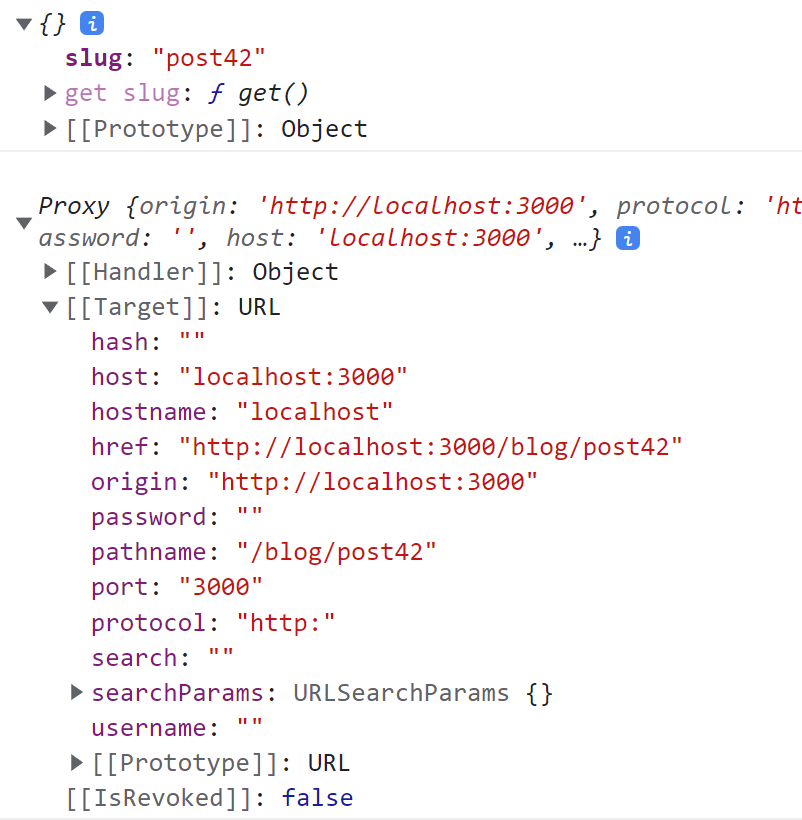 {} i
slug: "post42"
get slug: ƒ get()
[[Prototype]]: Object
Proxy {origin: 'http://localhost:3000', protocol: 'ht
assword: '', host: 'localhost:3000', …} i
[[Handler]]: Object
[[Target]]: URL
hash: ""
host: "localhost:3000"
hostname: "localhost"
href: "http://localhost:3000/blog/post42"
origin: "http://localhost:3000"
password: ""
pathname: "/blog/post42"
port: "3000"
protocol: "http:"
search: ""
searchParams: URLSearchParams {}
username: ""
[[Prototype]]: URL
[[IsRevoked]]: false